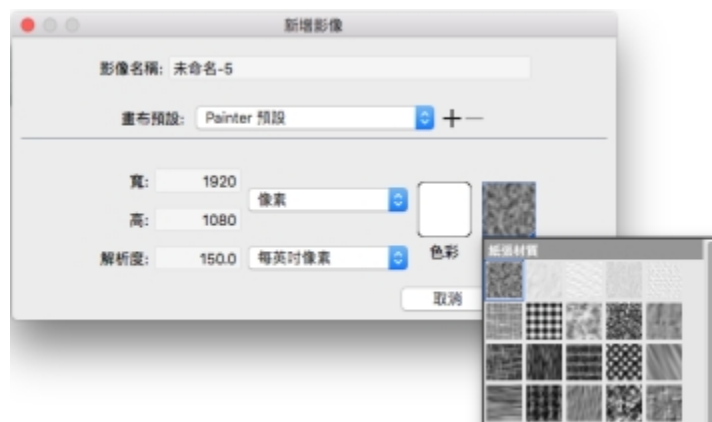 新增影像
影像名稱: 未命名-5
畫布預設: Painter 預設
寬: 1920
像素
高: 1080
色彩
解析度: 150.0 每英吋像素
取消
紙張材質